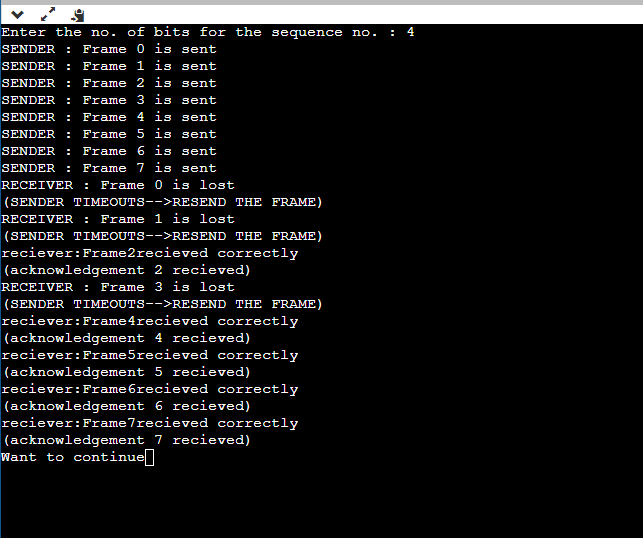 Enter the no. of bits for the sequence no. : 4
SENDER : Frame 0 is sent
SENDER : Frame 1 is sent
SENDER : Frame 2 is sent
SENDER : Frame 3 is sent
SENDER : Frame 4 is sent
SENDER : Frame 5 is sent
SENDER : Frame 6 is sent
SENDER : Frame 7 is sent
RECEIVER : Frame 0 is lost
(SENDER TIMEOUTS-->RESEND THE FRAME)
RECEIVER : Frame 1 is lost
(SENDER TIMEOUTS-->RESEND THE FRAME)
reciever:Frame2recieved correctly
(acknowledgement 2 recieved)
RECEIVER : Frame 3 is lost
(SENDER TIMEOUTS-->RESEND THE FRAME)
reciever:Frame4recieved correctly
(acknowledgement 4 recieved)
reciever:Frame5recieved correctly
(acknowledgement 5 recieved)
reciever:Frame6recieved correctly
(acknowledgement 6 recieved)
reciever:Frame7recieved correctly
(acknowledgement 7 recieved)
Want to continue